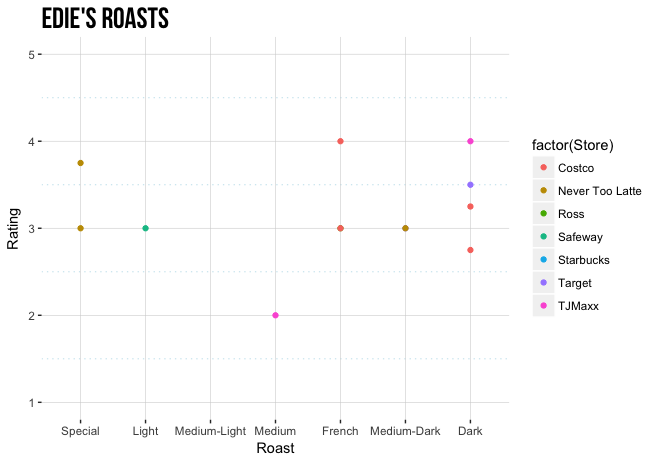 EDIE'S ROASTS
5
4
3
2
1
Rating
Special Light Medium-Light Medium French Medium-Dark Dark
Roast
factor(Store)
Costco
Never Too Latte
Ross
Safeway
Starbucks
Target
TJMaxx